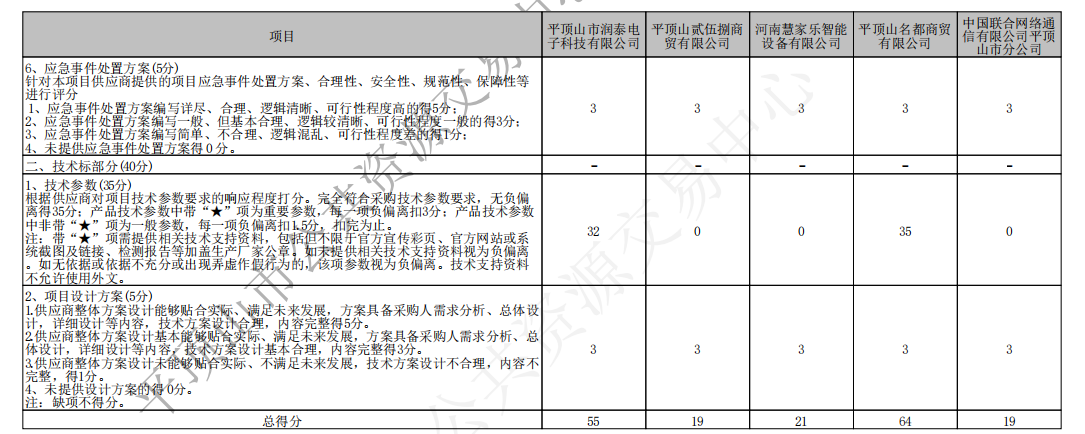 项目
平顶山市润泰电
子科技有限公司
平顶山贰伍捌商
贸有限公司
河南慧家乐智能
设备有限公司
平顶山名都商贸
有限公司
中国联合网络通
信有限公司平顶
山市分公司
6、应急事件处置方案(5分)
针对本项目供应商提供的项目应急事件处置方案、合理性、安全性、规范性、保障性等
进行评分
1、应急事件处置方案编写详尽、合理、逻辑清晰、可行性程度高的得5分；
2、应急事件处置方案编写一般、但基本合理、逻辑较清晰、可行性程度一般的得3分；
3、应急事件处置方案编写简单、不合理、逻辑混乱、可行性程度差的得1分；
4、未提供应急事件处置方案得 0 分。
3 3 3 3 3
二、技术标部分(40分)
- - - - -
1、技术参数(35分)
根据供应商对项目技术参数要求的响应程度打分。完全符合采购技术参数要求，无负偏
离得35分；产品技术参数中带“★”项为重要参数，每一项负偏离扣3分；产品技术参数
中非带“★”项为一般参数，每一项负偏离扣1.5分，扣完为止。
注：带“★”项需提供相关技术支持资料，包括但不限于官方宣传彩页、官方网站或系
统截图及链接、检测报告等加盖生产厂家公章。如未提供相关技术支持资料视为负偏离
。如无依据或依据不充分或出现弄虚作假行为的，该项参数视为负偏离。技术支持资料
不允许使用外文。
32 0 0 35 0
2、项目设计方案(5分)
1.供应商整体方案设计能够贴合实际、满足未来发展，方案具备采购人需求分析、总体设
计，详细设计等内容，技术方案设计合理，内容完整得5分。
2.供应商整体方案设计基本能够贴合实际、满足未来发展，方案具备采购人需求分析、总
体设计，详细设计等内容，技术方案设计基本合理，内容完整得3分。
3.供应商整体方案设计未能够贴合实际、不满足未来发展，技术方案设计不合理，内容不
完整，得1分。
4、未提供设计方案的得 0分。
注：缺项不得分。
3 3 3 3 3
总得分
55 19 21 64 19
平顶山市公共资源交易中心
公共资源交易中心